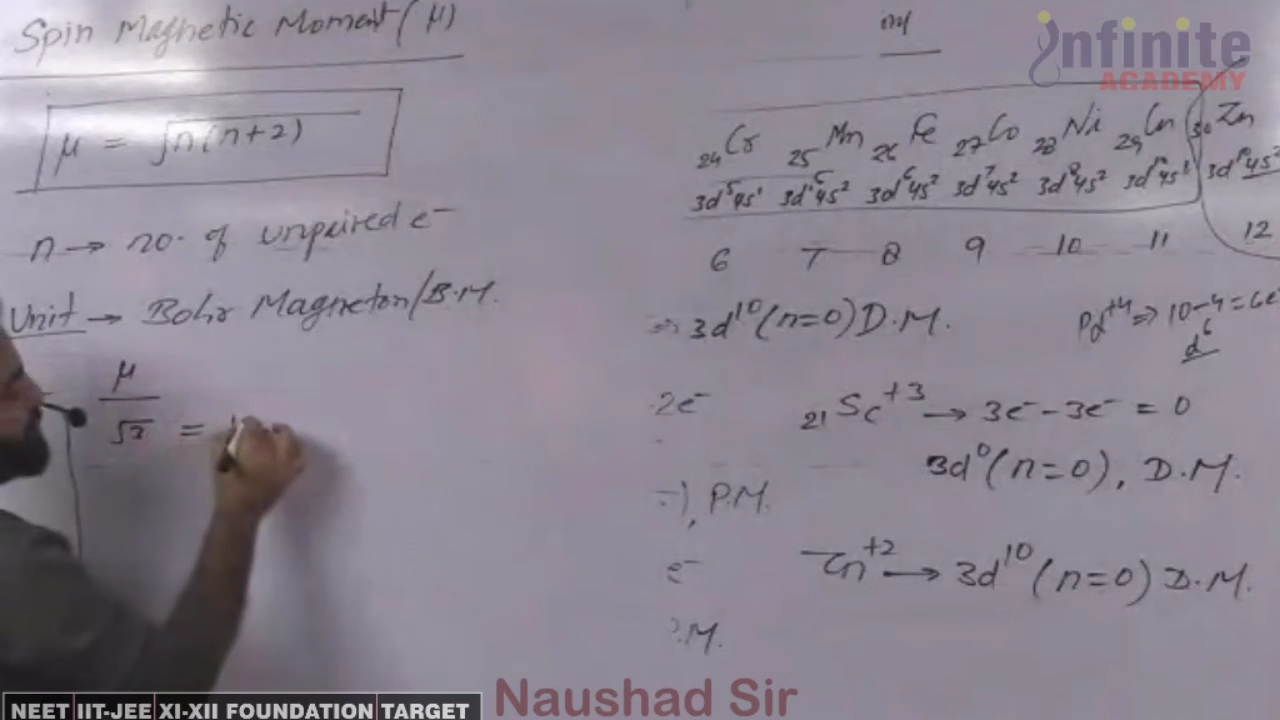 Spin Magnetic Moment (μ)
μ = √n(n+2)
n → no. of unpaired e⁻
Unit → Bohr Magneton/B.M.
μ
√3 =
infinite
ACADEMY
₂₄Cr ₂₅Mn ₂₆Fe ₂₇Co ₂₈Ni ₂₉Cu ₃₀Zn
3d⁵4s¹ 3d⁵4s² 3d⁶4s² 3d⁷4s² 3d⁸4s² 3d¹⁰4s¹ 3d¹⁰4s²
6 7 8 9 10 11 12
⇒ 3d¹⁰(n=0) D.M.
Pd⁺⁴ ⇒ 10-4=6e⁻
d⁶
2e⁻
₂₁Sc⁺³ → 3e⁻ - 3e⁻ = 0
3d⁰(n=0), D.M.
), P.M.
e⁻
Zn⁺² → 3d¹⁰ (n=0) D.M.
.M.
NEET IIT-JEE XI-XII FOUNDATION TARGET
Naushad Sir